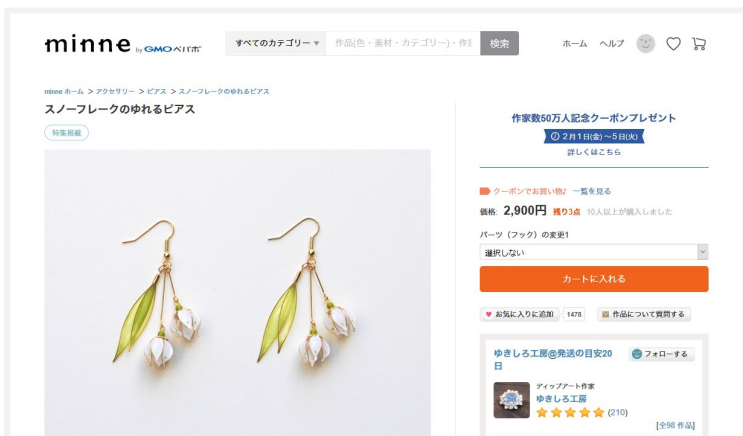 minne by GMOペパボ
すべてのカテゴリー ▼
作品(色・素材・カテゴリー)・作家
検索
ホーム ヘルプ
minne ホーム > アクセサリー > ピアス > スノーフレークのゆれるピアス
スノーフレークのゆれるピアス
特集掲載
作家数50万人記念クーポンプレゼント
2月1日(金)~5日(火)
詳しくはこちら
クーポンでお買い物♪ 一覧を見る
価格: 2,900円 残り3点 10人以上が購入しました
パーツ(フック)の変更1
選択しない
カートに入れる
♥ お気に入りに追加 1478
作品について質問する
ゆきしろ工房@発送の目安20
日
フォローする
ディップアート作家
ゆきしろ工房
★★★★★ (210)
[全98 作品]